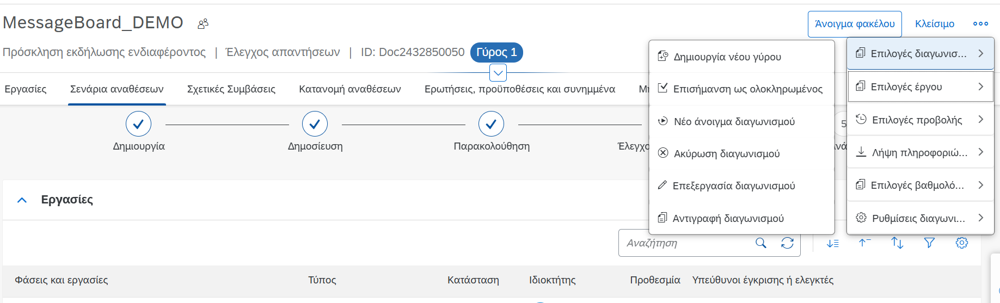 MessageBoard_DEMO
Άνοιγμα φακέλου Κλείσιμο
Πρόσκληση εκδήλωσης ενδιαφέροντος | Έλεγχος απαντήσεων | ID: Doc2432850050 Γύρος 1
Εργασίες Σενάρια αναθέσεων Σχετικές Συμβάσεις Κατανομή αναθέσεων Ερωτήσεις, προϋποθέσεις και συνημμένα
Δημιουργία νέου γύρου
Επισήμανση ως ολοκληρωμένος
Νέο άνοιγμα διαγωνισμού
Ακύρωση διαγωνισμού
Επεξεργασία διαγωνισμού
Αντιγραφή διαγωνισμού
Επιλογές διαγωνισ...
Επιλογές έργου
Επιλογές προβολής
Λήψη πληροφοριώ...
Επιλογές βαθμολό...
Ρυθμίσεις διαγωνι...
5
Δημιουργία Δημοσίευση Παρακολούθηση
Εργασίες
Αναζήτηση
Φάσεις και εργασίες Τύπος Κατάσταση Ιδιοκτήτης Προθεσμία Υπεύθυνοι έγκρισης ή ελεγκτές